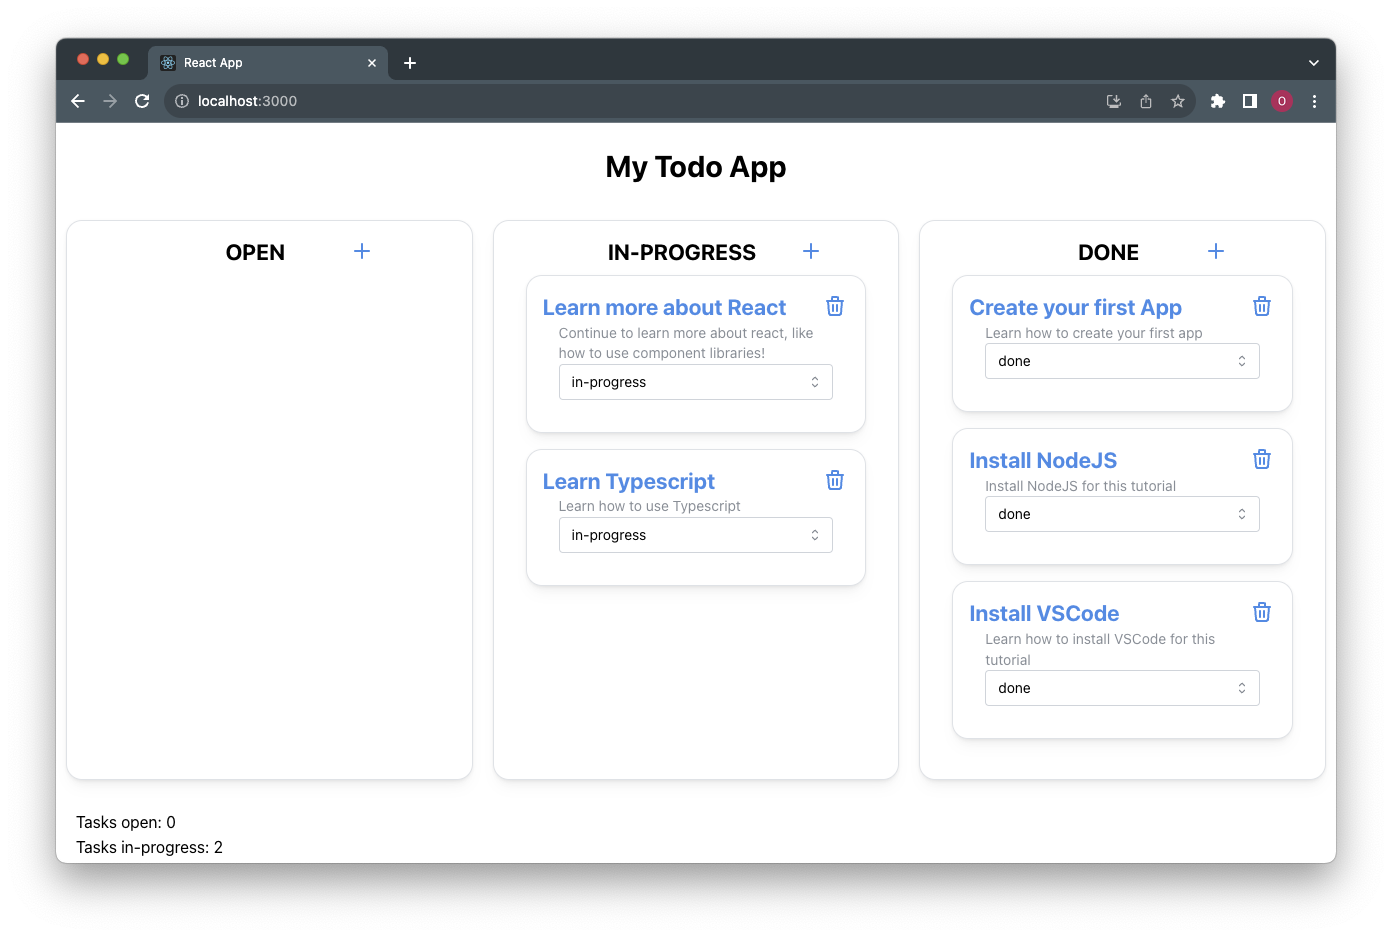 React App
localhost:3000
O
My Todo App
OPEN
IN-PROGRESS
Learn more about React
Continue to learn more about react, like
how to use component libraries!
in-progress
Learn Typescript
Learn how to use Typescript
in-progress
DONE
Create your first App
Learn how to create your first app
done
Install NodeJS
Install NodeJS for this tutorial
done
Install VSCode
Learn how to install VSCode for this
tutorial
done
Tasks open: 0
Tasks in-progress: 2